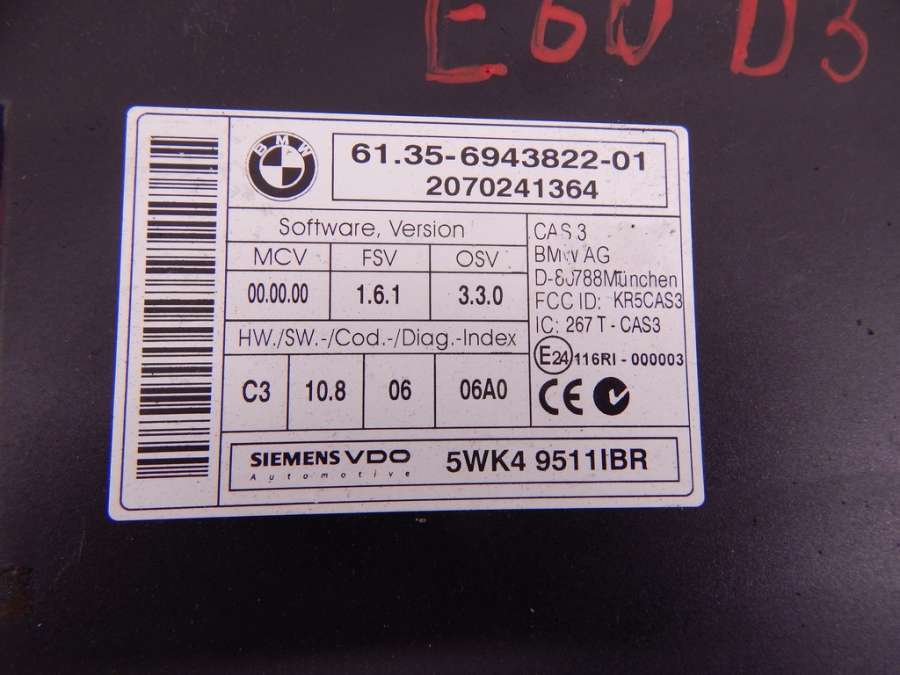 E60 D3
BMW
61.35-6943822-01
2070241364
Software, Version
MCV FSV OSV
00.00.00 1.6.1 3.3.0
HW./SW.-/Cod.-/Diag.-Index
C3 10.8 06 06A0
CAS 3
BMW AG
D-80788München
FCC ID: KR5CAS3
IC: 267 T - CAS3
E24 116RI - 000003
CE
SIEMENS VDO
Automotive
5WK4 9511IBR